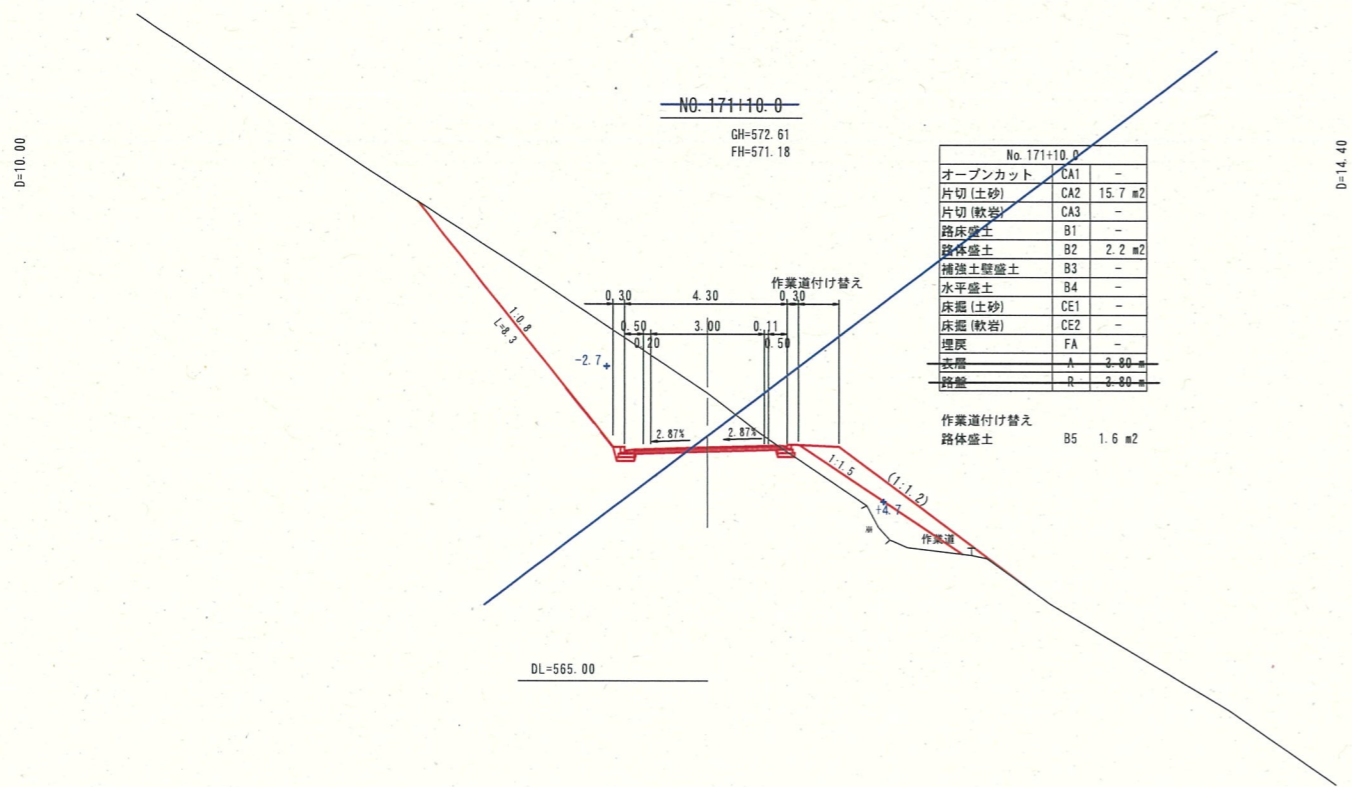 NO. 171+10.0
GH=572.61
FH=571.18
D=10.00
D=14.40
No. 171+10.0
オープンカット CA1 -
片切(土砂) CA2 15.7 m2
片切(軟岩) CA3 -
路床盛土 B1 -
路体盛土 B2 2.2 m2
補強土壁盛土 B3 -
水平盛土 B4 -
床掘(土砂) CE1 -
床掘(軟岩) CE2 -
埋戻 FA -
表層 A 3.80 m
路盤 R 3.80 m
作業道付け替え
路体盛土 B5 1.6 m2
作業道付け替え
0.30 4.30 0.30
0.50 3.00 0.11
0.20 0.50
1:0.8
L=8.3
-2.7
2.87% 2.87%
1:1.5
(1:1.2)
+4.7
※
作業道
DL=565.00